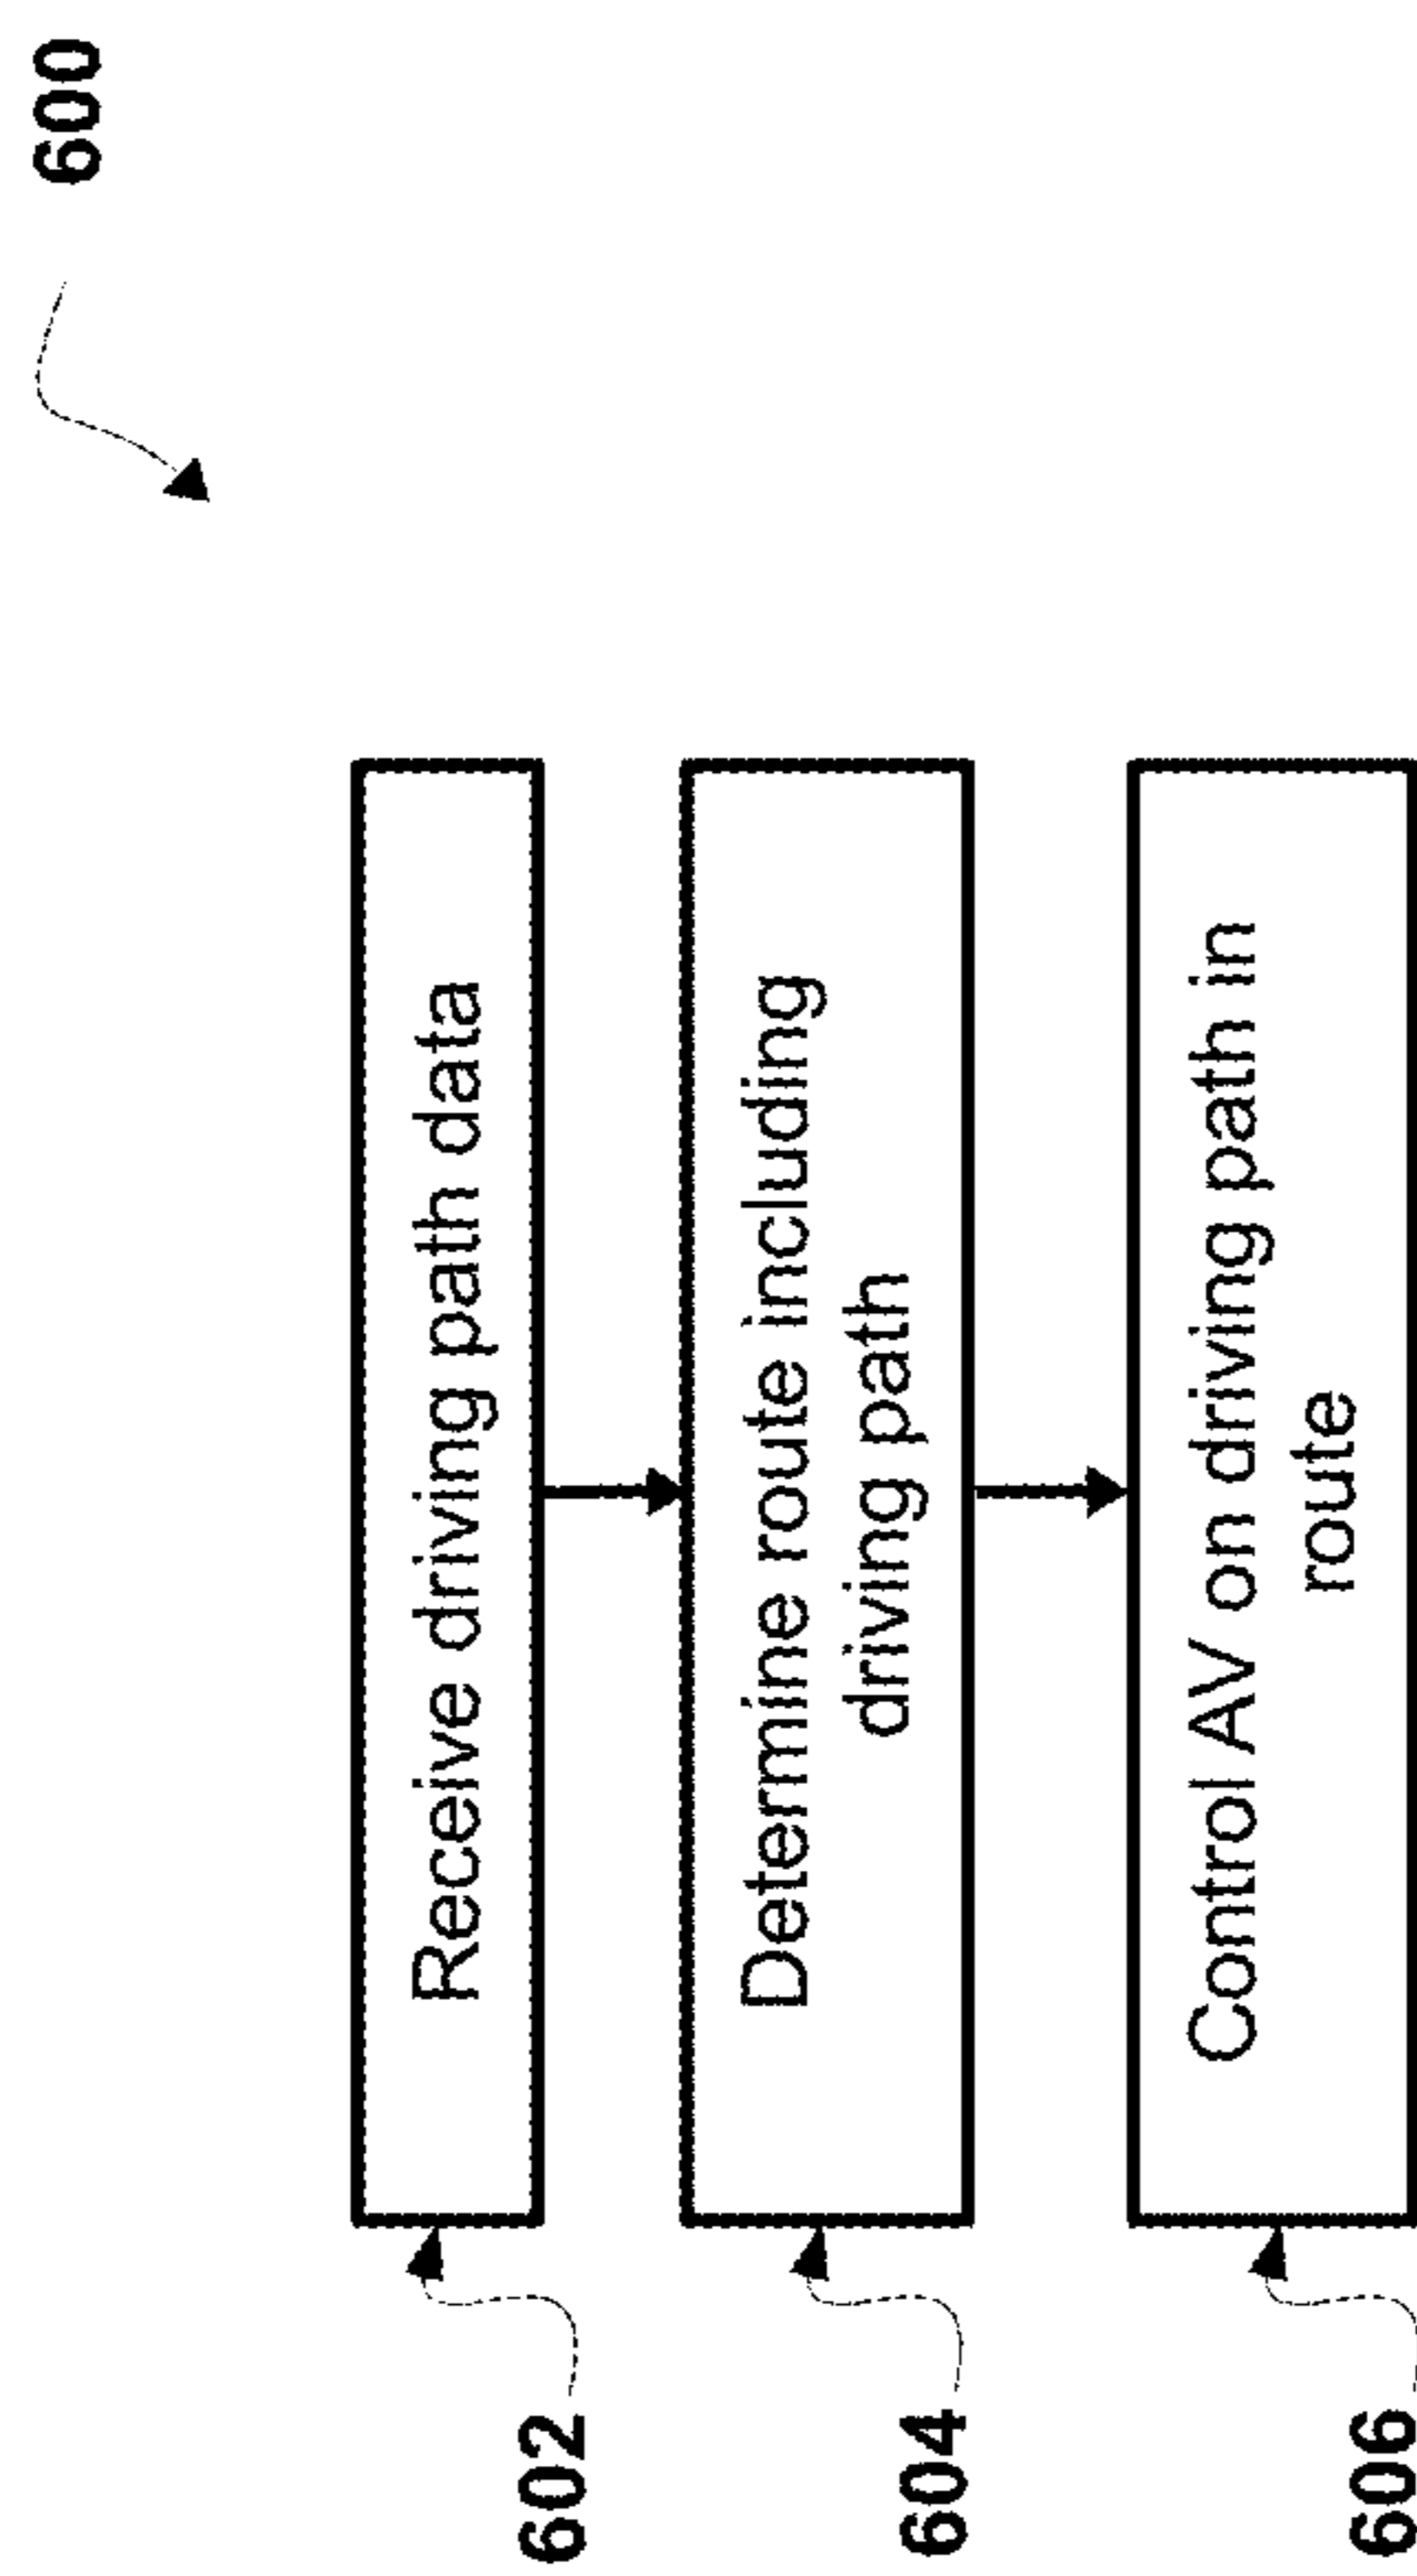 600
602
Receive driving path data
604
Determine route including
driving path
606
Control AV on driving path in
route